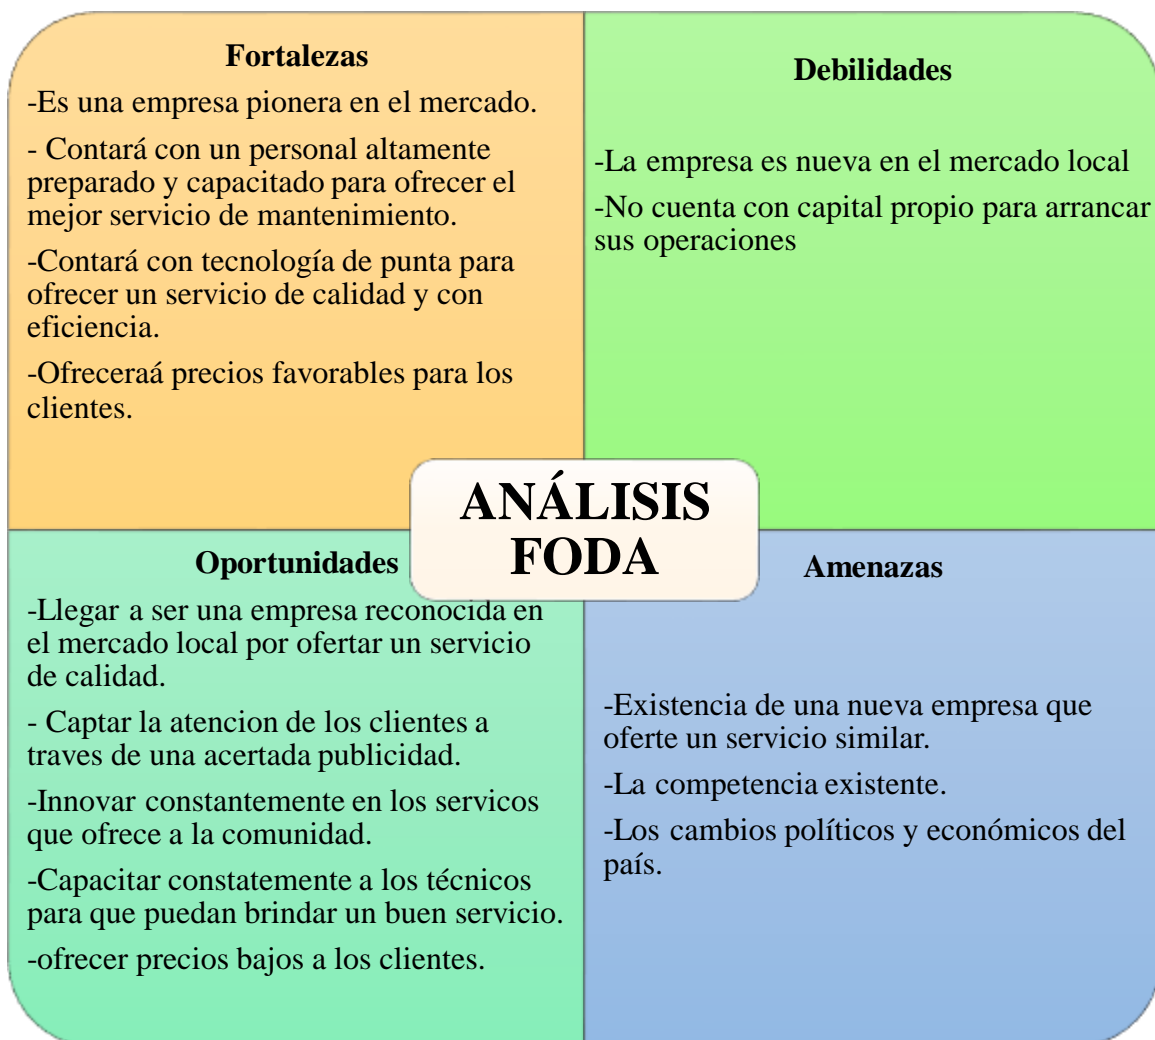 Fortalezas
-Es una empresa pionera en el mercado.
- Contará con un personal altamente
preparado y capacitado para ofrecer el
mejor servicio de mantenimiento.
-Contará con tecnología de punta para
ofrecer un servicio de calidad y con
eficiencia.
-Ofreceraá precios favorables para los
clientes.
Debilidades
-La empresa es nueva en el mercado local
-No cuenta con capital propio para arrancar
sus operaciones
ANÁLISIS
FODA
Oportunidades
-Llegar a ser una empresa reconocida en
el mercado local por ofertar un servicio
de calidad.
- Captar la atencion de los clientes a
traves de una acertada publicidad.
-Innovar constantemente en los servicos
que ofrece a la comunidad.
-Capacitar constatemente a los técnicos
para que puedan brindar un buen servicio.
-ofrecer precios bajos a los clientes.
Amenazas
-Existencia de una nueva empresa que
oferte un servicio similar.
-La competencia existente.
-Los cambios políticos y económicos del
país.